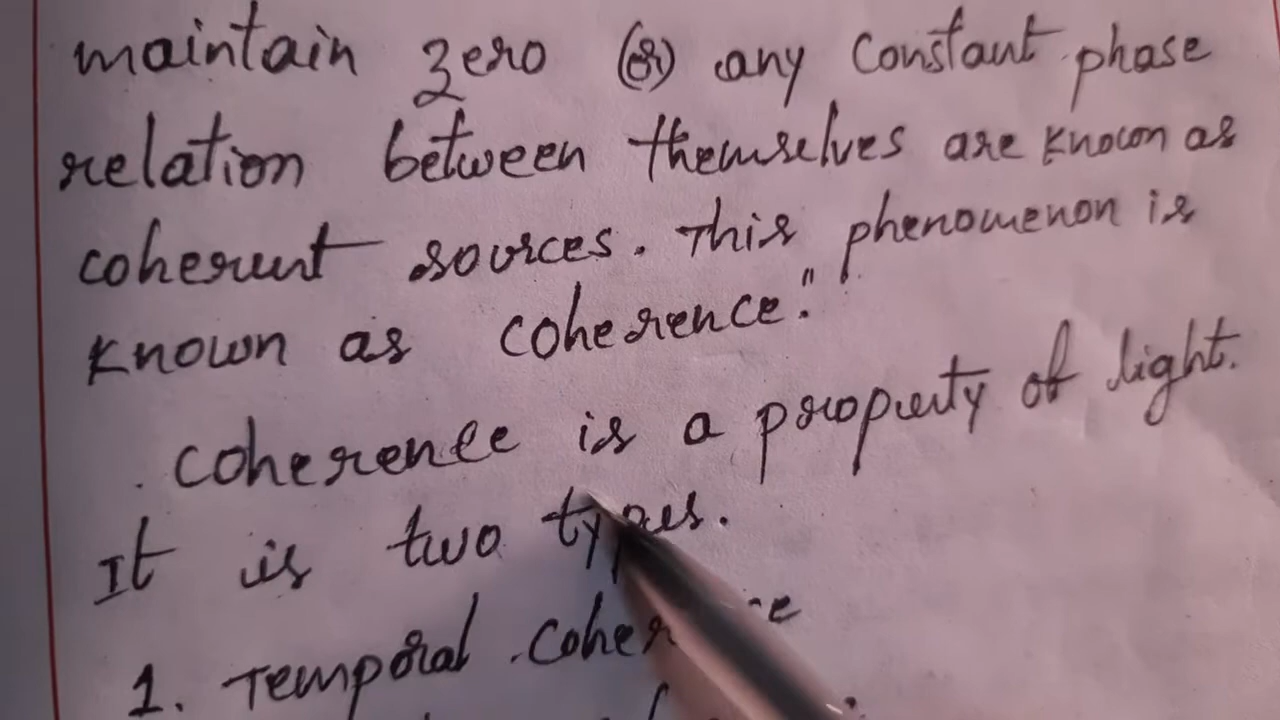 maintain zero (or) any constant phase
relation between themselves are known as
coherent sources. This phenomenon is
known as coherence."
coherence is a property of light.
It is two types.
1. Temporal coherence